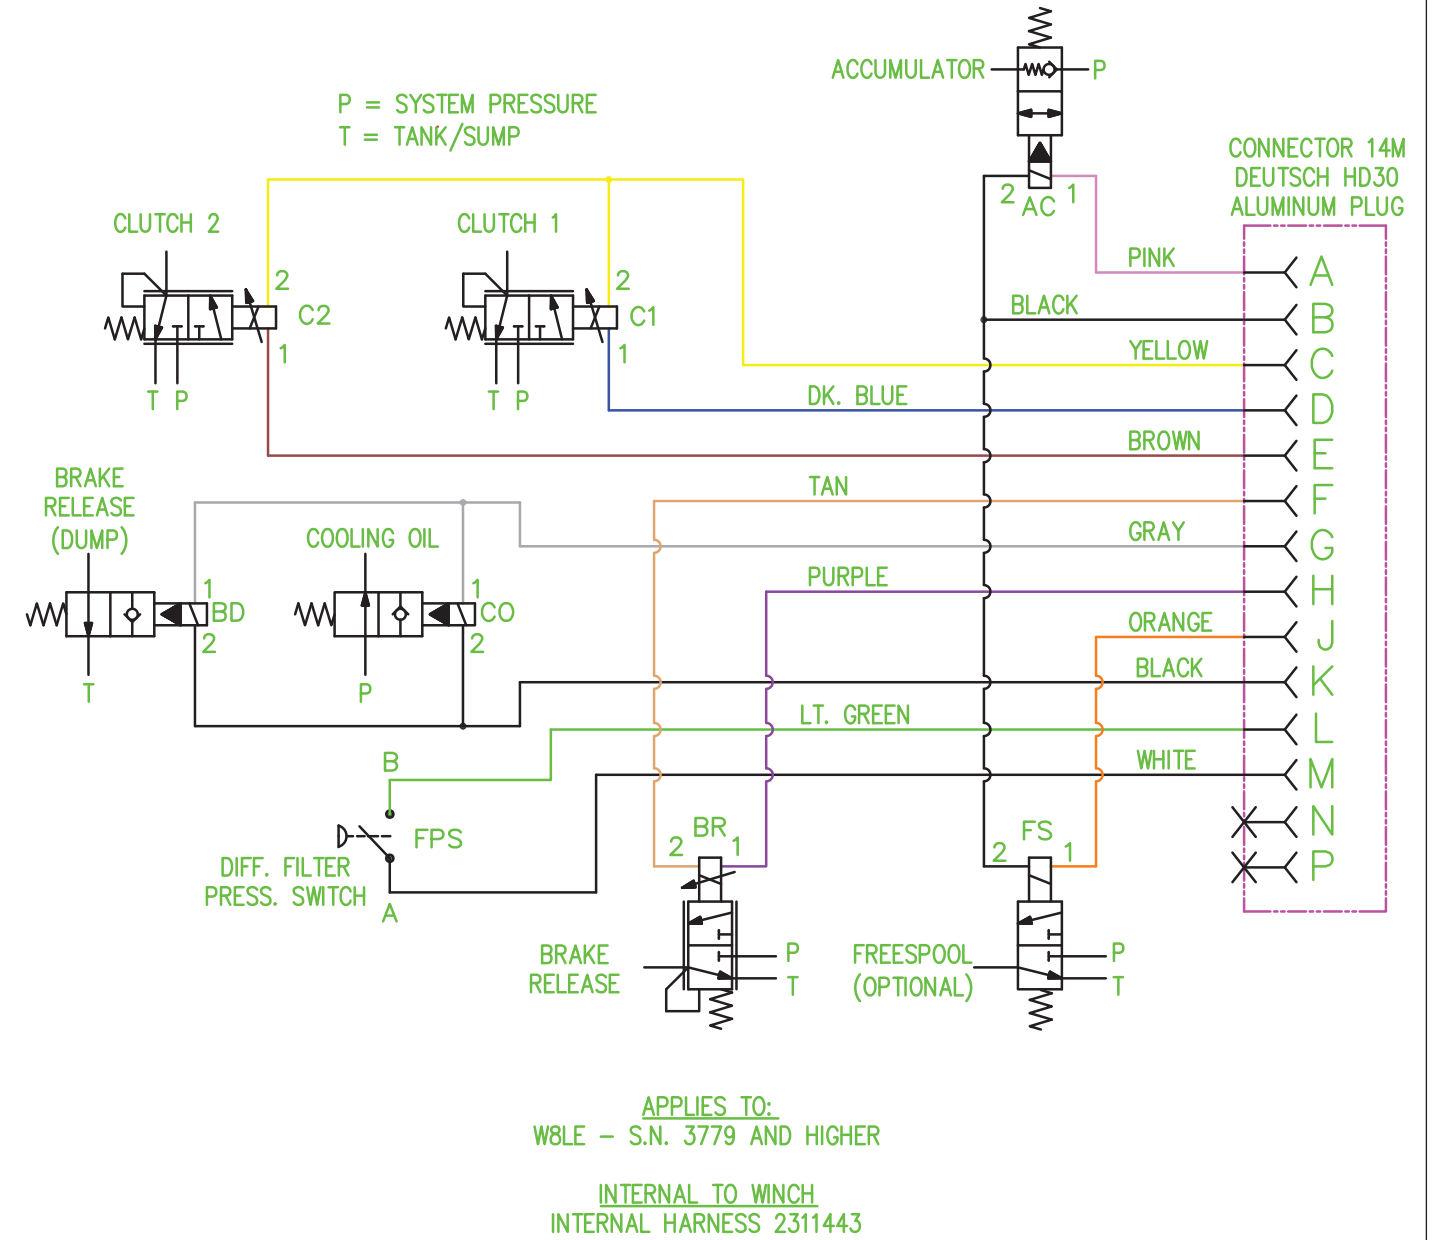 ACCUMULATOR
P
P = SYSTEM PRESSURE
T = TANK/SUMP
CONNECTOR 14M
DEUTSCH HD30
ALUMINUM PLUG
2 AC 1
CLUTCH 2
CLUTCH 1
2
C2
1
T P
2
C1
1
T P
PINK
A
BLACK
B
YELLOW
C
DK. BLUE
D
BROWN
E
TAN
F
GRAY
G
PURPLE
H
ORANGE
J
BLACK
K
LT. GREEN
L
WHITE
M
N
P
BRAKE
RELEASE
(DUMP)
COOLING OIL
1
BD
2
T
1
CO
2
P
B
FPS
DIFF. FILTER
PRESS. SWITCH
A
2 BR 1
BRAKE
RELEASE
P
T
2 FS 1
FREESPOOL
(OPTIONAL)
P
T
APPLIES TO:
W8LE - S.N. 3779 AND HIGHER
INTERNAL TO WINCH
INTERNAL HARNESS 2311443